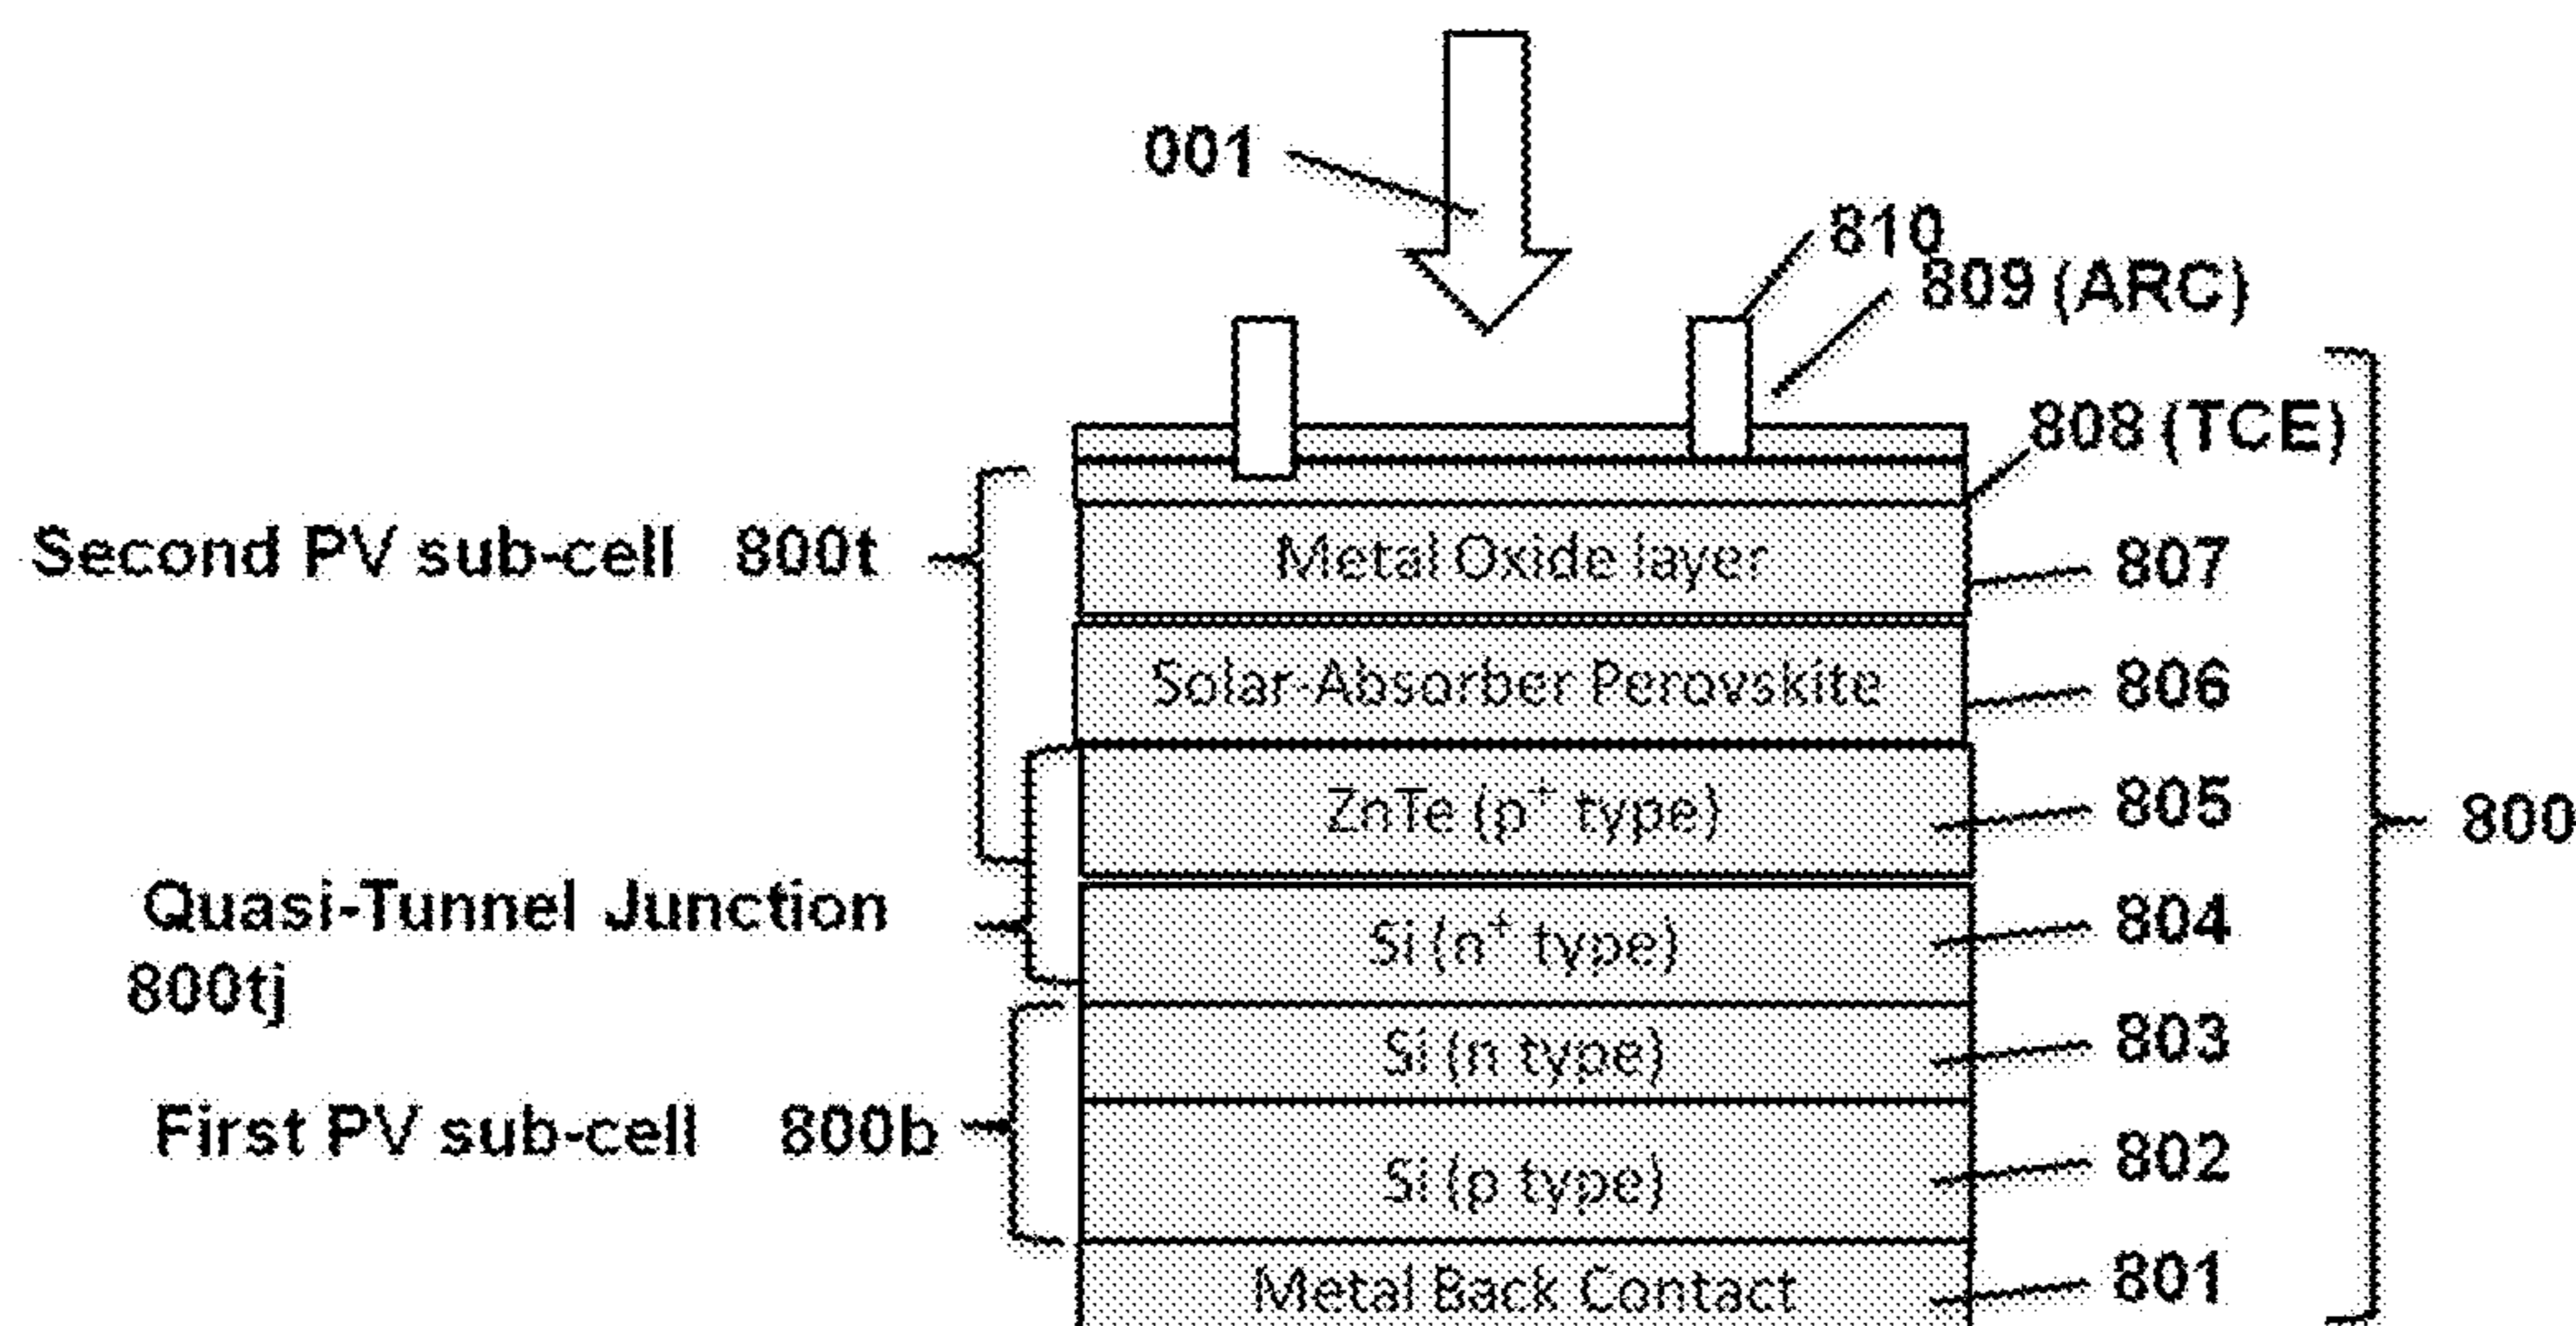 001
810
809 (ARC)
808 (TCE)
Second PV sub-cell 800t
Metal Oxide layer
807
Solar-Absorber Perovskite
806
ZnTe (p⁺ type)
805
800
Quasi-Tunnel Junction
800tj
Si (n⁺ type)
804
Si (n type)
803
First PV sub-cell 800b
Si (p type)
802
Metal Back Contact
801